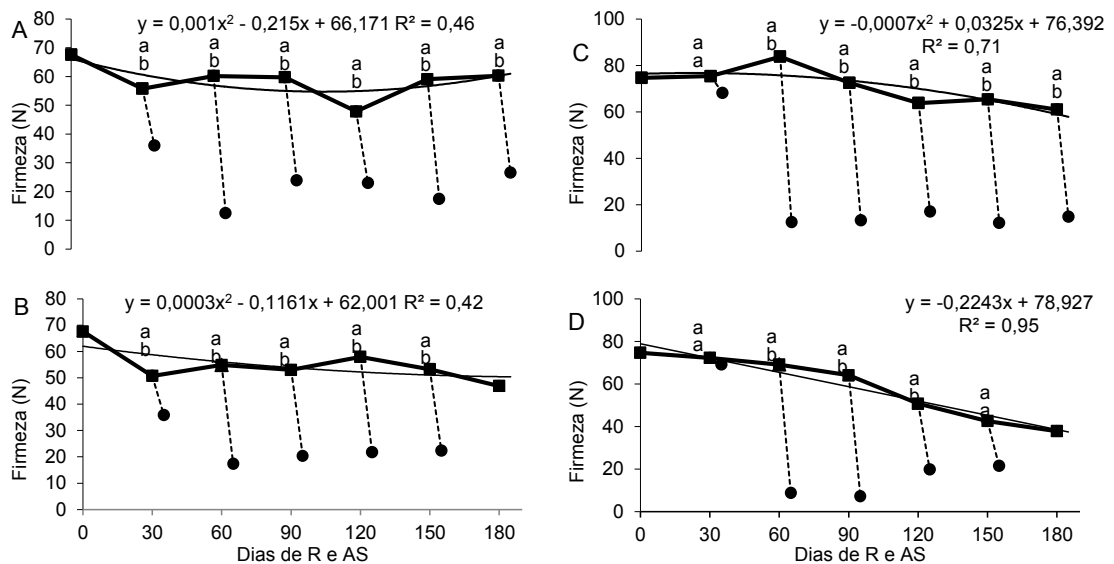 A
y = 0,001x² - 0,215x + 66,171 R² = 0,46
80
70
60
50
40
30
20
10
0
Firmeza (N)
a a a a a a
b b b b b b
C
y = -0,0007x² + 0,0325x + 76,392
R² = 0,71
100
80
60
40
20
0
Firmeza (N)
a a a a a a
a b b b b b
B
y = 0,0003x² - 0,1161x + 62,001 R² = 0,42
80
70
60
50
40
30
20
10
0
Firmeza (N)
a a a a a
b b b b b
0 30 60 90 120 150 180
Dias de R e AS
D
y = -0,2243x + 78,927
R² = 0,95
100
80
60
40
20
0
Firmeza (N)
a a a a a
a b b b a
0 30 60 90 120 150 180
Dias de R e AS